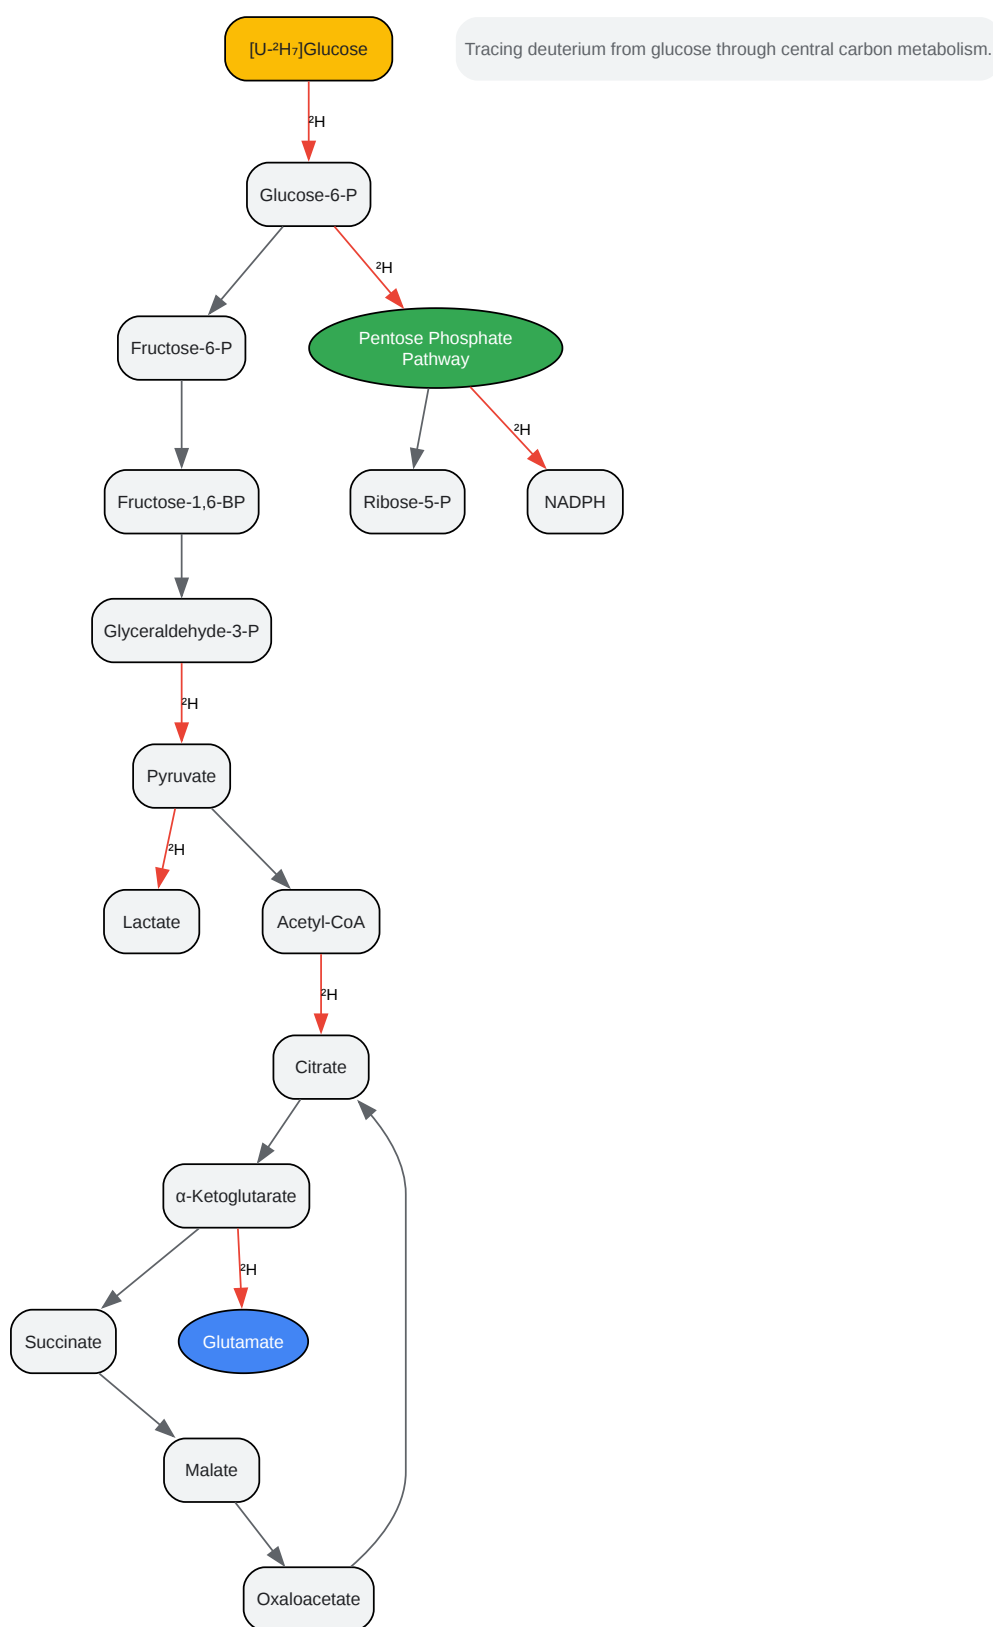 [U-²H₇]Glucose
Tracing deuterium from glucose through central carbon metabolism.
²H
Glucose-6-P
²H
Fructose-6-P
Pentose Phosphate
Pathway
²H
Fructose-1,6-BP
Ribose-5-P
NADPH
Glyceraldehyde-3-P
²H
Pyruvate
²H
Lactate
Acetyl-CoA
²H
Citrate
α-Ketoglutarate
²H
Succinate
Glutamate
Malate
Oxaloacetate